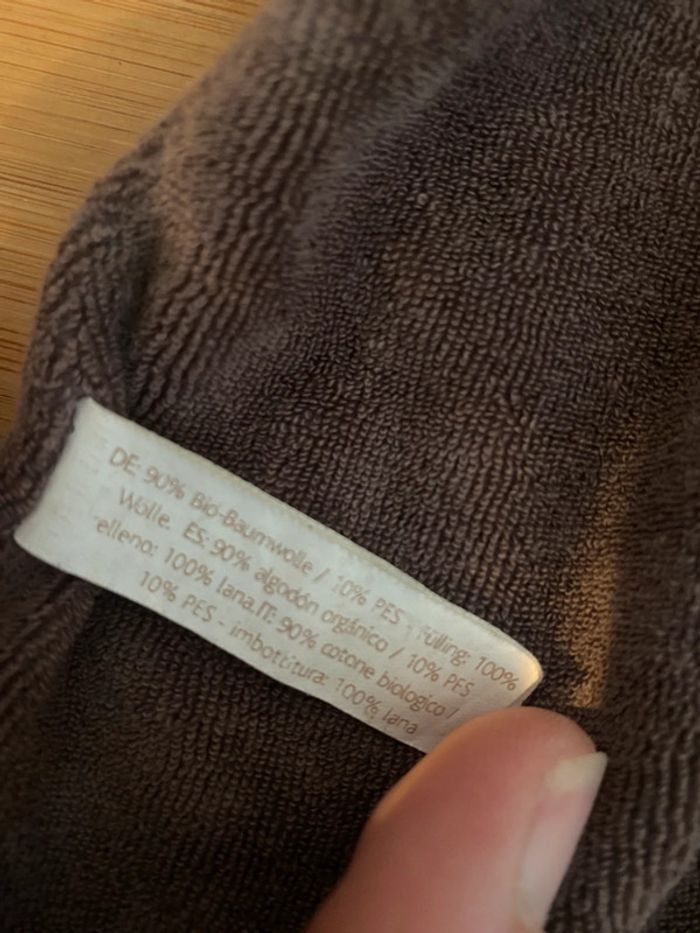 DE: 90% Bio-Baumwolle / 10% PES - Fülling: 100%
Wolle. ES: 90% algodón orgánico / 10% PES
elleno: 100% lana.IT: 90% cotone biologico /
10% PES - imbottitura: 100% lana